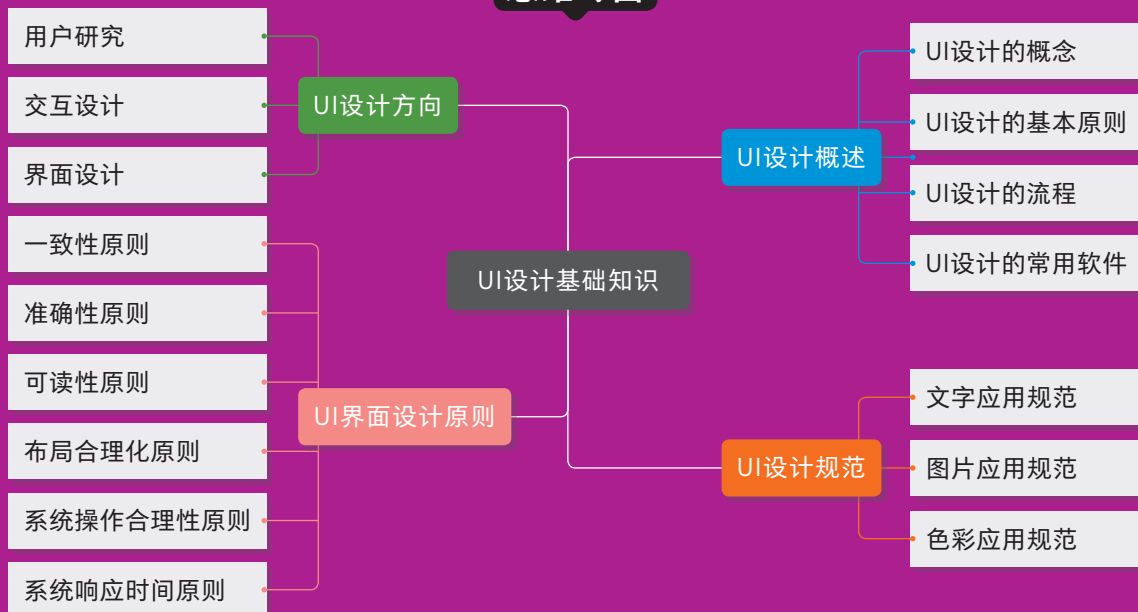 用户研究
交互设计
界面设计
UI设计方向
一致性原则
准确性原则
可读性原则
布局合理化原则
系统操作合理性原则
系统响应时间原则
UI界面设计原则
UI设计基础知识
UI设计概述
UI设计的概念
UI设计的基本原则
UI设计的流程
UI设计的常用软件
UI设计规范
文字应用规范
图片应用规范
色彩应用规范